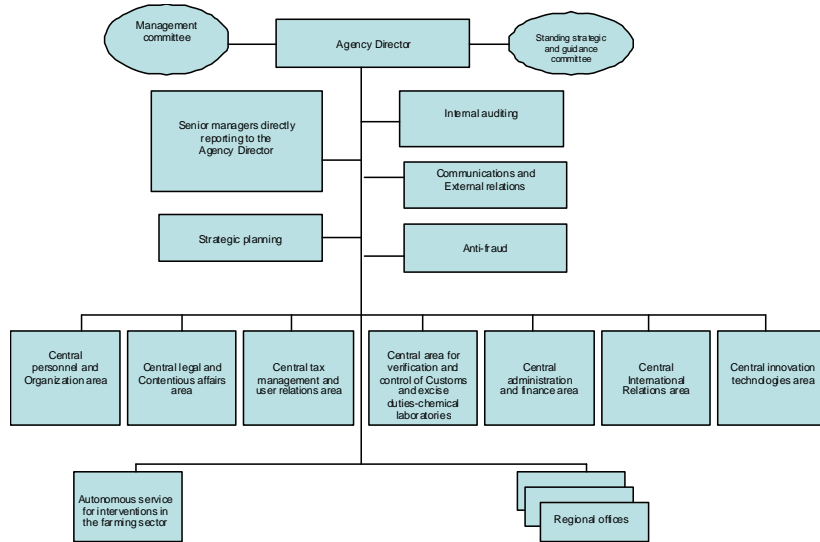 Management
committee
Agency Director
Standing strategic
and guidance
committee
Senior managers directly
reporting to the
Agency Director
Internal auditing
Communications and
External relations
Strategic planning
Anti-fraud
Central
personnel and
Organization area
Central legal and
Contentious affairs
area
Central tax
management and
user relations area
Central area for
verification and
control of Customs
and excise
duties-chemical
laboratories
Central
administration
and finance area
Central
International
Relations area
Central innovation
technologies area
Autonomous service
for interventions in
the farming sector
Regional offices